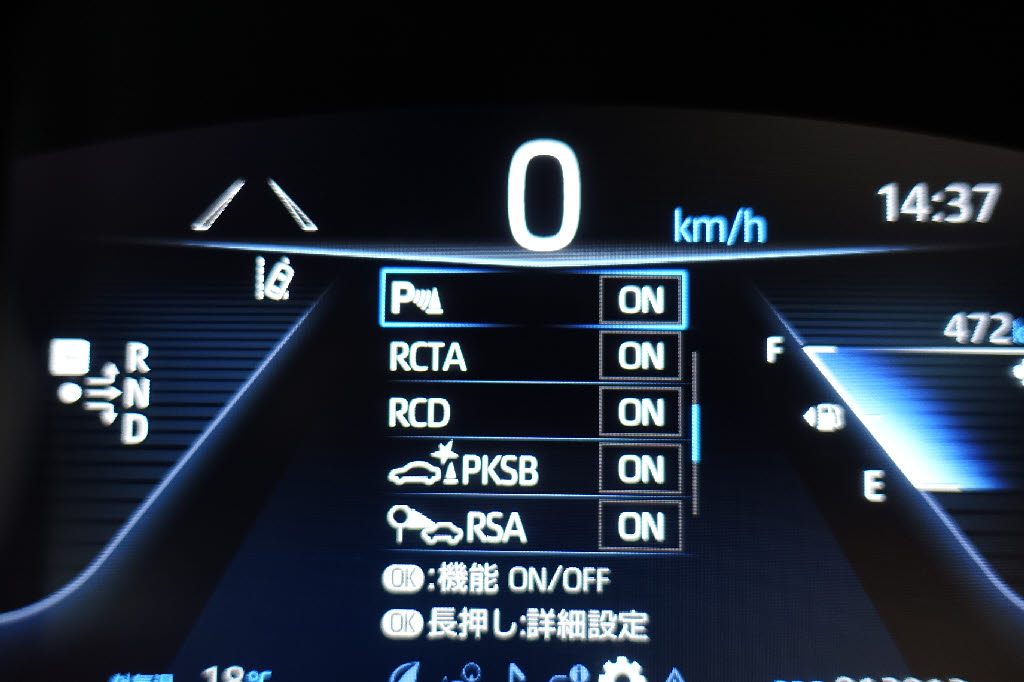 0
km/h
14:37
P ON
RCTA ON
RCD ON
PKSB ON
RSA ON
OK:機能 ON/OFF
OK長押し:詳細設定
R
N
D
472
F
E
18℃